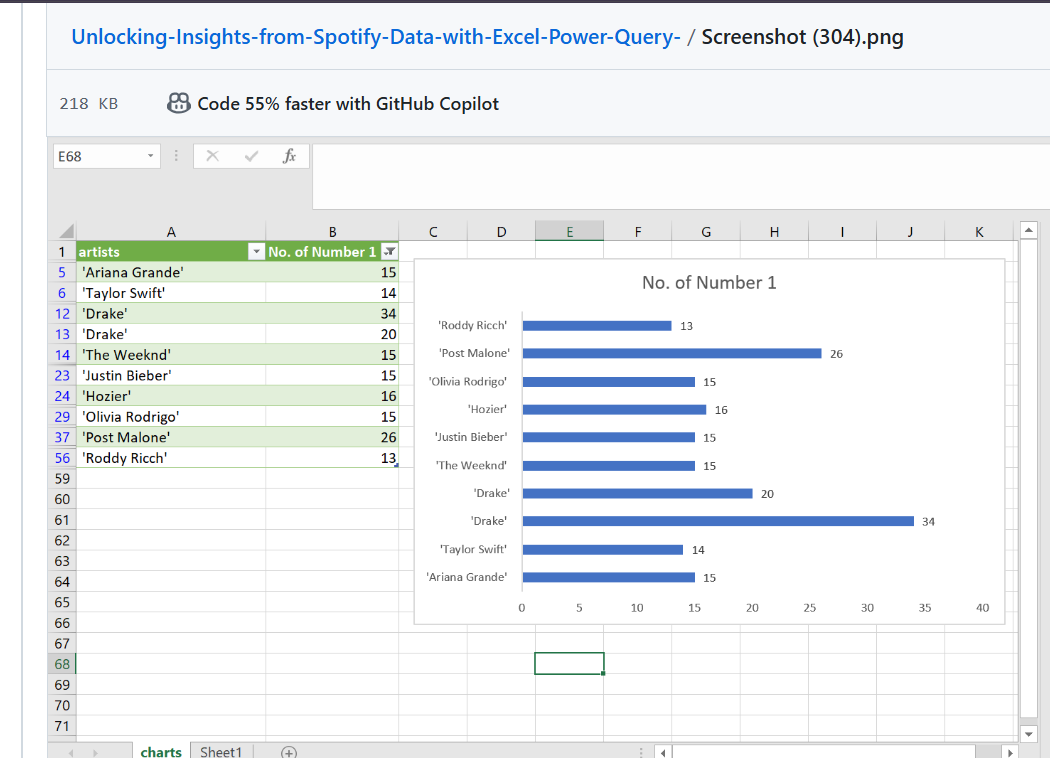 Unlocking-Insights-from-Spotify-Data-with-Excel-Power-Query- / Screenshot (304).png
218 KB Code 55% faster with GitHub Copilot
E68 fx
A B C D E F G H I J K
1 artists No. of Number 1
5 'Ariana Grande' 15
6 'Taylor Swift' 14
12 'Drake' 34
13 'Drake' 20
14 'The Weeknd' 15
23 'Justin Bieber' 15
24 'Hozier' 16
29 'Olivia Rodrigo' 15
37 'Post Malone' 26
56 'Roddy Ricch' 13
59
60
61
62
63
64
65
66
67
68
69
70
71
No. of Number 1
'Roddy Ricch' 13
'Post Malone' 26
'Olivia Rodrigo' 15
'Hozier' 16
'Justin Bieber' 15
'The Weeknd' 15
'Drake' 20
'Drake' 34
'Taylor Swift' 14
'Ariana Grande' 15
0 5 10 15 20 25 30 35 40
charts Sheet1